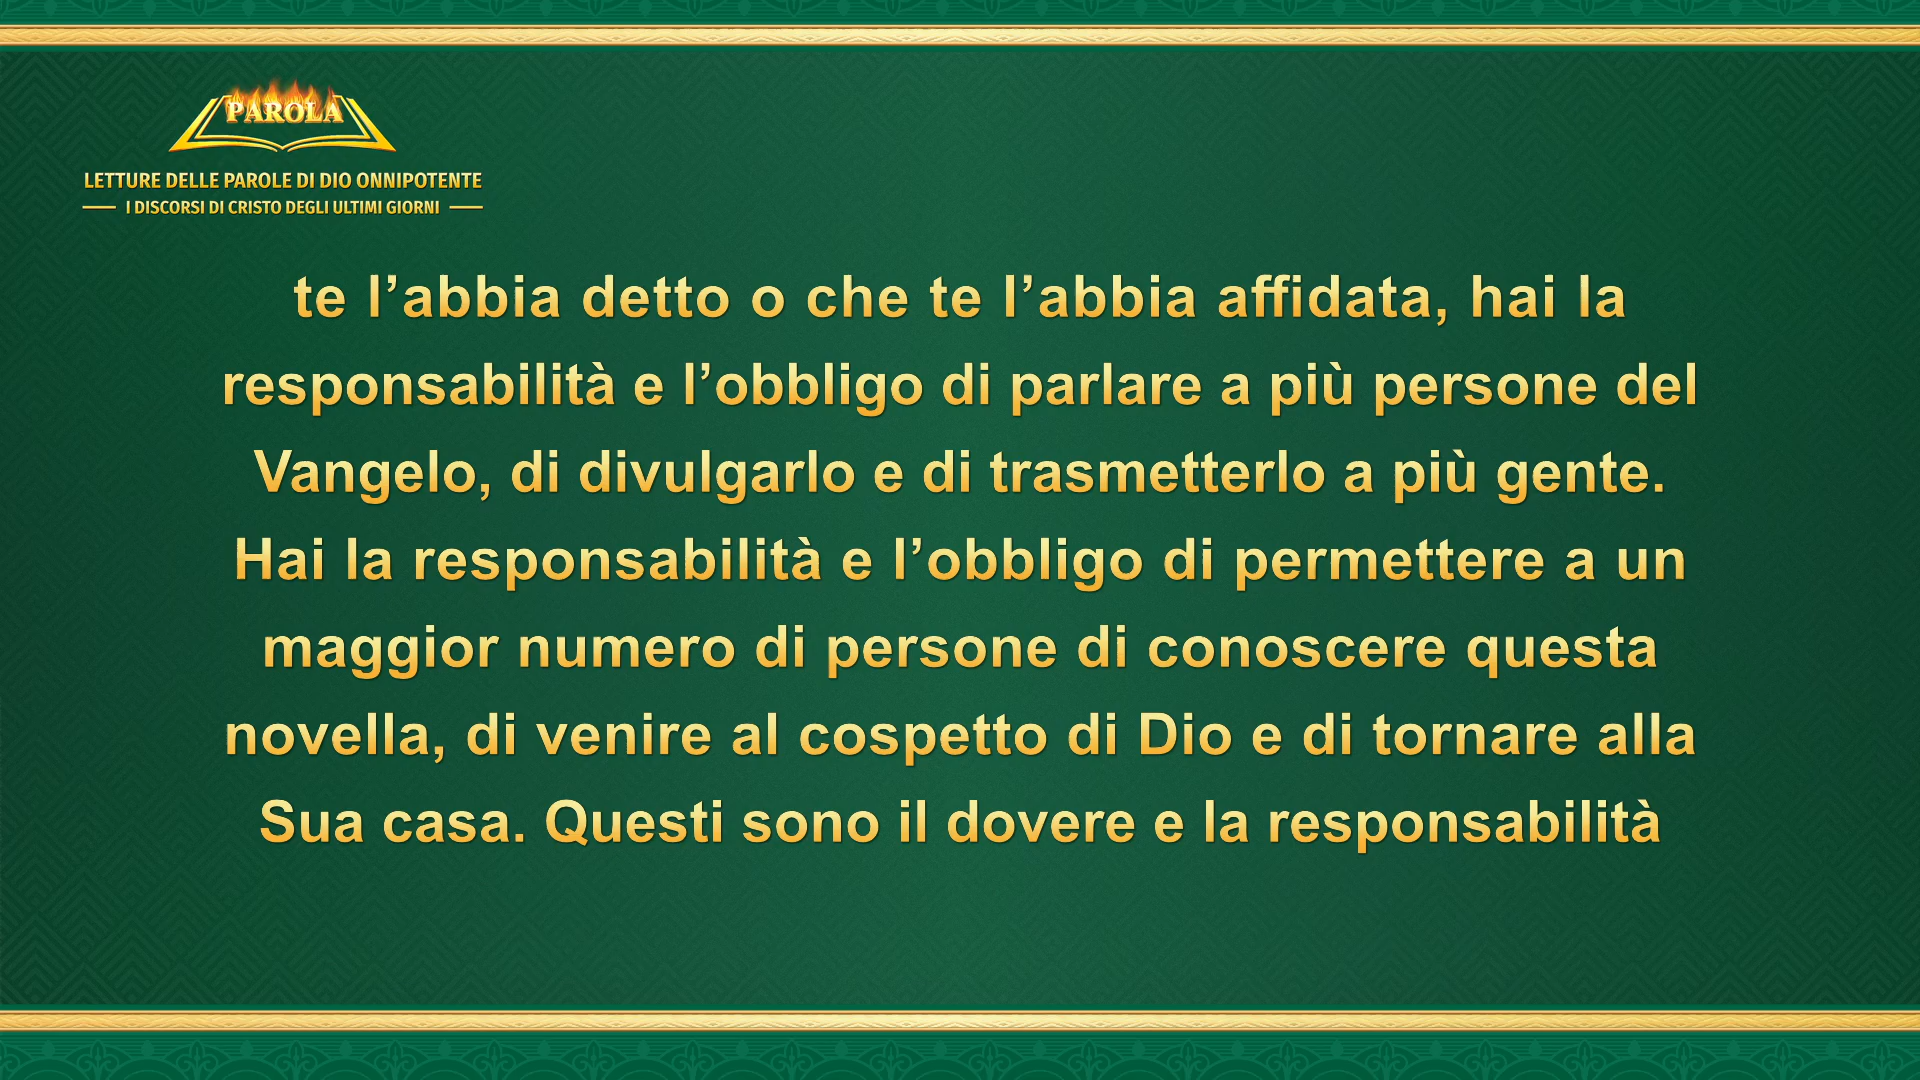 PAROLA
LETTURE DELLE PAROLE DI DIO ONNIPOTENTE
I DISCORSI DI CRISTO DEGLI ULTIMI GIORNI
te l’abbia detto o che te l’abbia affidata, hai la
responsabilità e l’obbligo di parlare a più persone del
Vangelo, di divulgarlo e di trasmetterlo a più gente.
Hai la responsabilità e l’obbligo di permettere a un
maggior numero di persone di conoscere questa
novella, di venire al cospetto di Dio e di tornare alla
Sua casa. Questi sono il dovere e la responsabilità